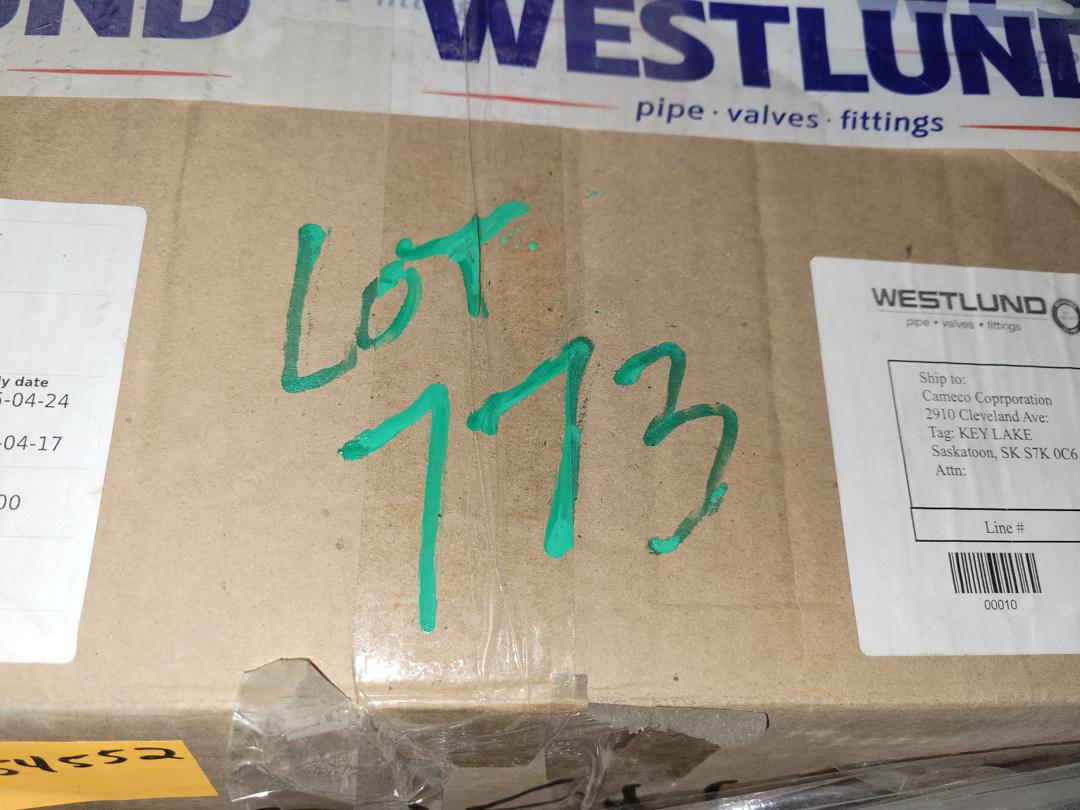 WESTLUND
pipe · valves · fittings
LOT
773
WESTLUND
pipe • valves • fittings
Ship to:
Cameco Coprporation
2910 Cleveland Ave:
Tag: KEY LAKE
Saskatoon, SK S7K 0C6
Attn:
Line #
00010
date
-04-24
-04-17
00
54552